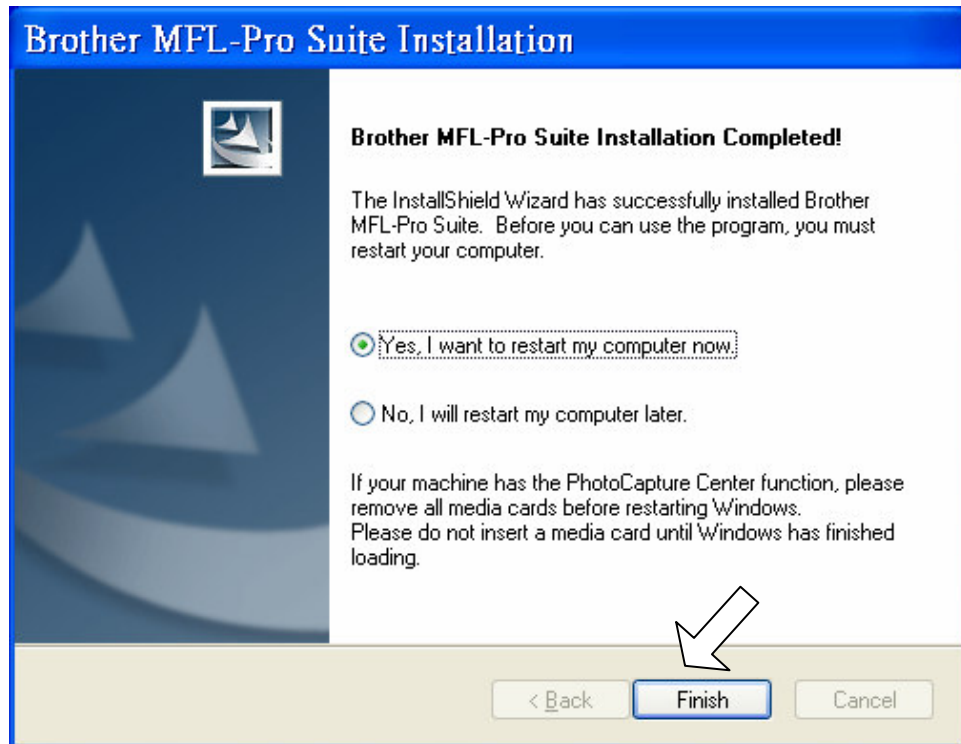 Brother MFL-Pro Suite Installation
Brother MFL-Pro Suite Installation Completed!
The InstallShield Wizard has successfully installed Brother
MFL-Pro Suite.  Before you can use the program, you must
restart your computer.
Yes, I want to restart my computer now.
No, I will restart my computer later.
If your machine has the PhotoCapture Center function, please
remove all media cards before restarting Windows.
Please do not insert a media card until Windows has finished
loading.
< Back
Finish
Cancel